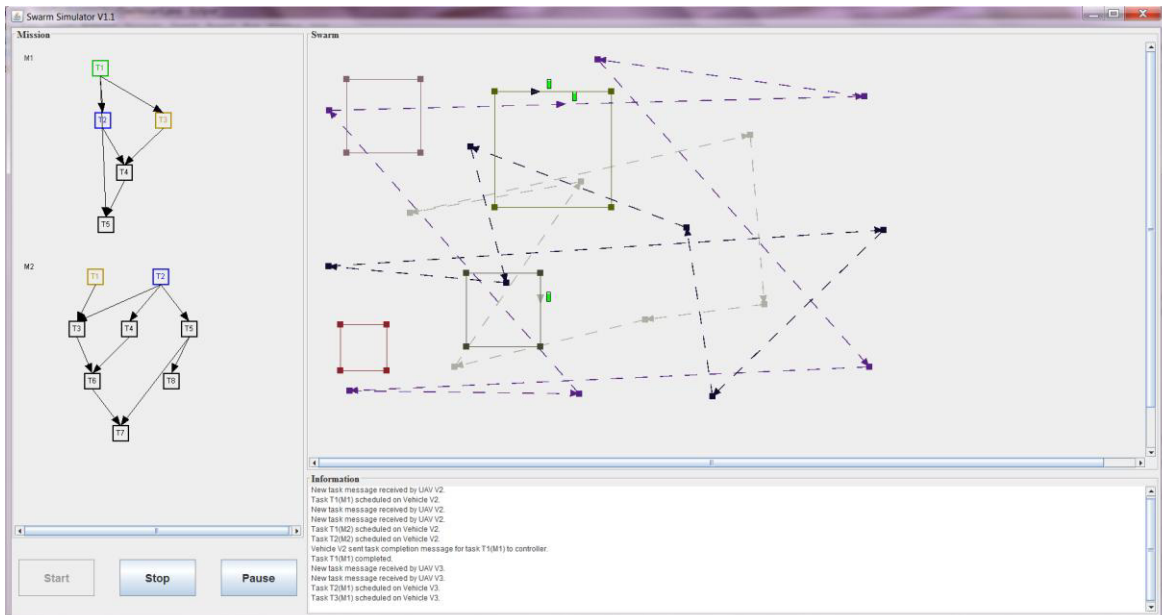 Swarm Simulator V1.1
Mission
M1
T1
T2
T3
T4
T5
M2
T1
T2
T3
T4
T5
T6
T8
T7
Start
Stop
Pause
Swarm
Information
New task message received by UAV V2.
Task T1(M1) scheduled on Vehicle V2.
New task message received by UAV V2.
New task message received by UAV V2.
Task T1(M2) scheduled on Vehicle V2.
Task T2(M2) scheduled on Vehicle V2.
Vehicle V2 sent task completion message for task T1(M1) to controller.
Task T1(M1) completed.
New task message received by UAV V3.
New task message received by UAV V3.
Task T2(M1) scheduled on Vehicle V3.
Task T3(M1) scheduled on Vehicle V3.